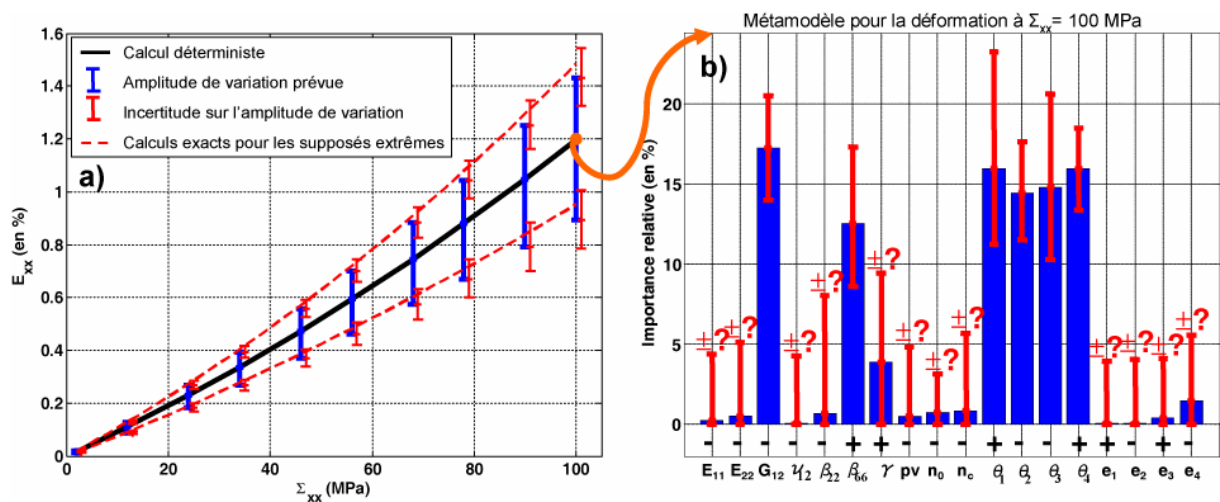 Métamodèle pour la déformation à Σxx= 100 MPa
a)
Calcul déterministe
Amplitude de variation prévue
Incertitude sur l'amplitude de variation
Calculs exacts pour les supposés extrêmes
1.6
1.4
1.2
1
0.8
0.6
0.4
0.2
0
Exx (en %)
0 20 40 60 80 100
Σxx (MPa)
b)
Importance relative (en %)
20
15
10
5
0
±? ±? ±? ±? ±? ±? ±? ±? ±? ±? ±? ±?
- - - - - + + - - - + - - + + - + -
E11 E22 G12 ν12 β22 β66 γ pv n0 nc θ1 θ2 θ3 θ4 e1 e2 e3 e4